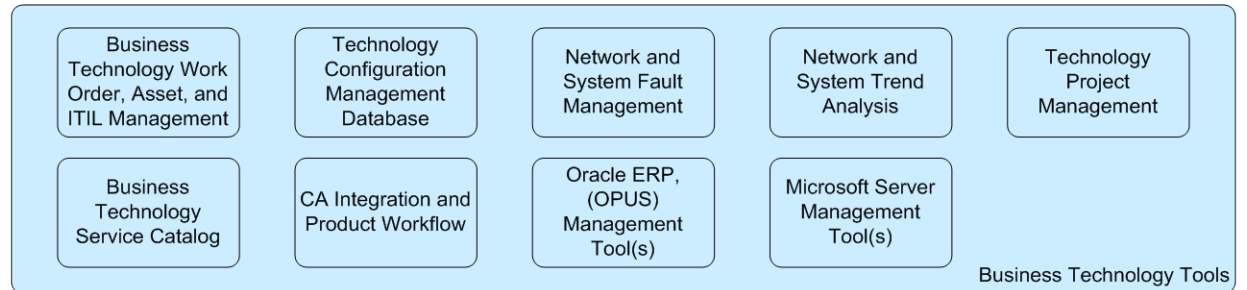 Business
Technology Work
Order, Asset, and
ITIL Management
Technology
Configuration
Management
Database
Network and
System Fault
Management
Network and
System Trend
Analysis
Technology
Project
Management
Business
Technology
Service Catalog
CA Integration and
Product Workflow
Oracle ERP,
(OPUS)
Management
Tool(s)
Microsoft Server
Management
Tool(s)
Business Technology Tools